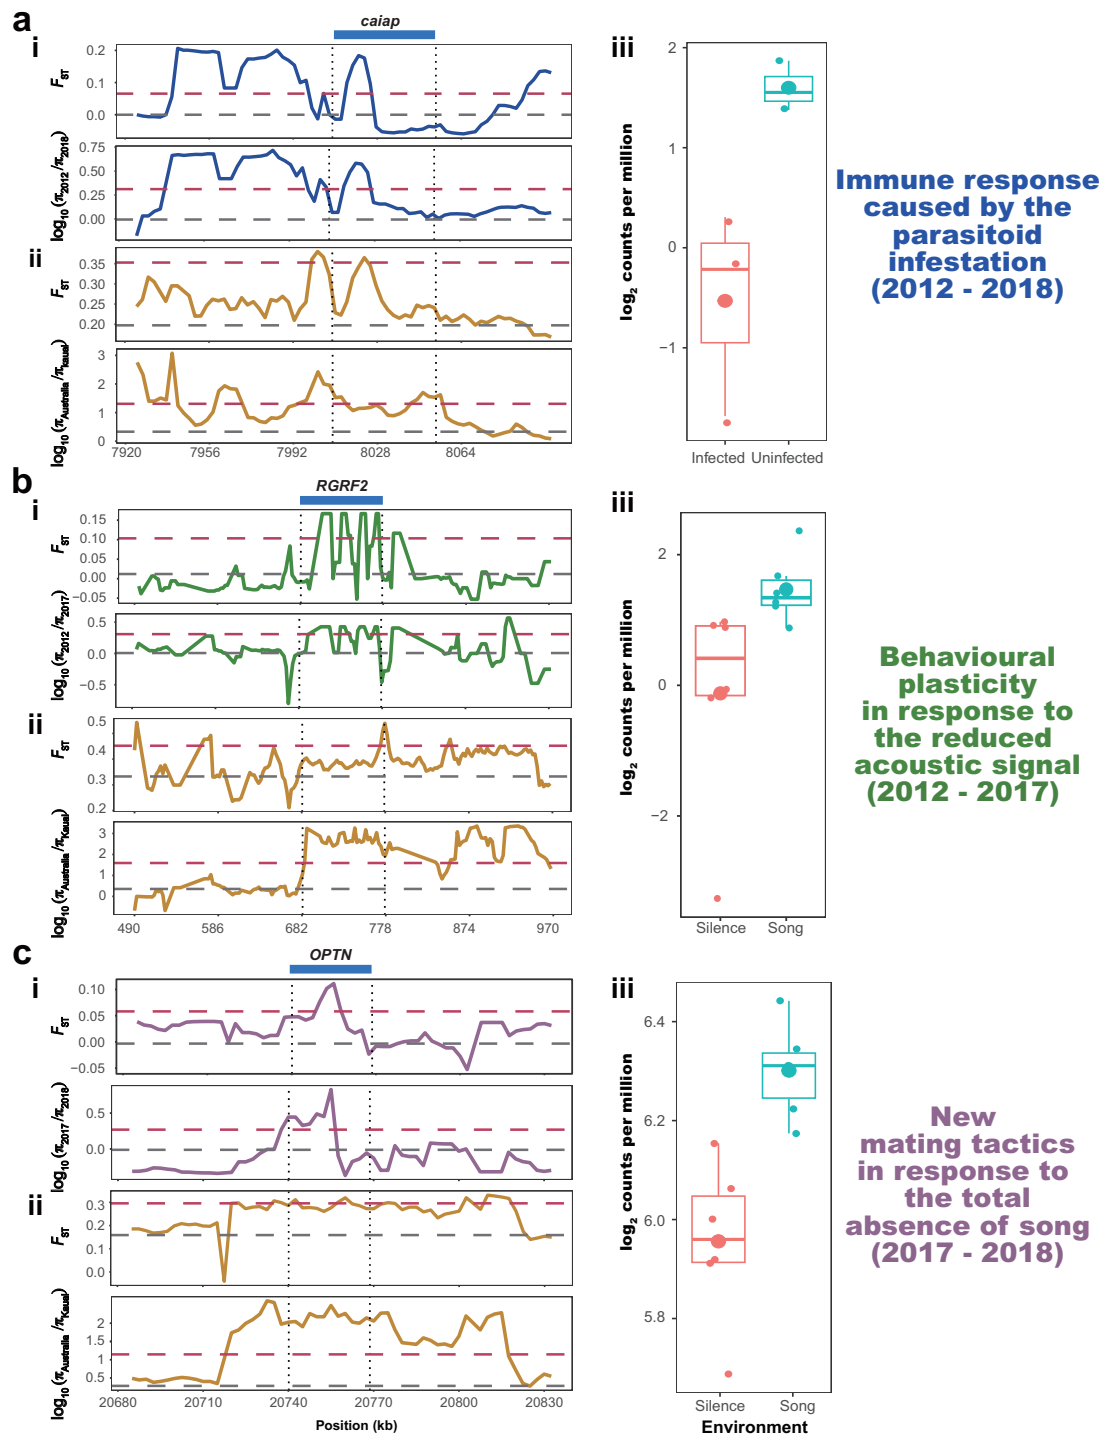 a
caiap
i
iii
0.2
0.1
0.0
F_ST
0.75
0.50
0.25
0.00
log10(π2012/π2018)
ii
0.35
0.30
0.25
0.20
F_ST
3
2
1
0
log10(πAustralia/πkauai)
7920 7956 7992 8028 8064
2
1
0
−1
log2 counts per million
Infected Uninfected
Immune response
caused by the
parasitoid
infestation
(2012 - 2018)
b
RGRF2
i
iii
0.15
0.10
0.05
0.00
−0.05
F_ST
0.5
0.0
−0.5
log10(π2012/π2017)
ii
0.5
0.4
0.3
0.2
F_ST
3
2
1
0
log10(πAustralia/πKauai)
490 586 682 778 874 970
2
0
−2
log2 counts per million
Silence Song
Behavioural
plasticity
in response to
the reduced
acoustic signal
(2012 - 2017)
c
OPTN
i
iii
0.10
0.05
0.00
−0.05
F_ST
0.5
0.0
log10(π2017/π2018)
ii
0.3
0.2
0.1
0.0
F_ST
2
1.5
1
0.5
log10(πAustralia/πKauai)
20680 20710 20740 20770 20800 20830
Position (kb)
6.4
6.2
6.0
5.8
log2 counts per million
Silence Song
Environment
New
mating tactics
in response to
the total
absence of song
(2017 - 2018)